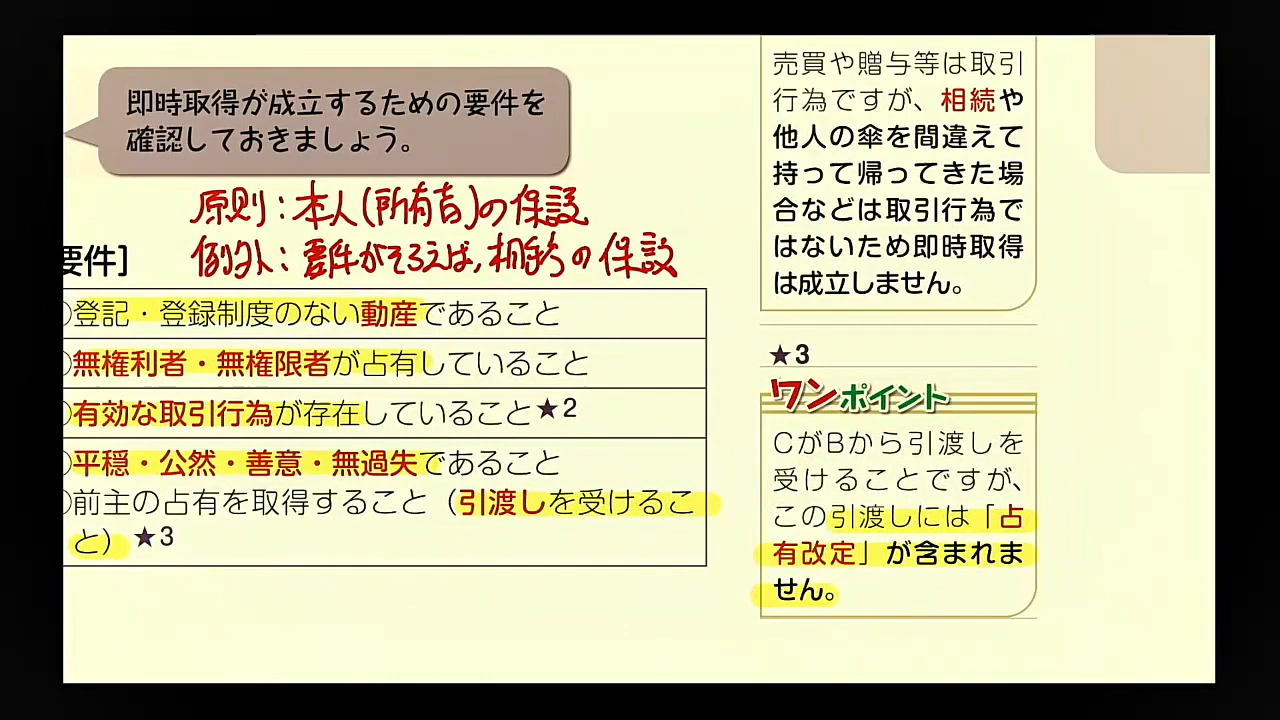 即時取得が成立するための要件を
確認しておきましょう。
原則：本人(所有者)の保護
例外：要件がそろえば、相手方の保護
要件]
登記・登録制度のない動産であること
無権利者・無権限者が占有していること
有効な取引行為が存在していること★2
平穏・公然・善意・無過失であること
前主の占有を取得すること（引渡しを受けるこ
と）★3
売買や贈与等は取引
行為ですが、相続や
他人の傘を間違えて
持って帰ってきた場
合などは取引行為で
はないため即時取得
は成立しません。
★3
ワンポイント
CがBから引渡しを
受けることですが、
この引渡しには「占
有改定」が含まれま
せん。